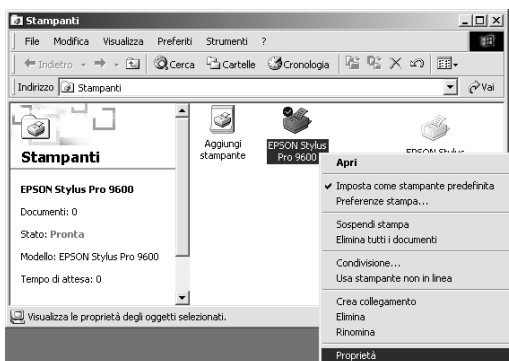 Stampanti
File Modifica Visualizza Preferiti Strumenti ?
Indietro Cerca Cartelle Cronologia
Indirizzo Stampanti Vai
Stampanti
EPSON Stylus Pro 9600
Documenti: 0
Stato: Pronta
Modello: EPSON Stylus Pro 9600
Tempo di attesa: 0
Aggiungi
stampante
EPSON Stylus
Pro 9600
EPSON Stylus
Apri
Imposta come stampante predefinita
Preferenze stampa...
Sospendi stampa
Elimina tutti i documenti
Condivisione...
Usa stampante non in linea
Crea collegamento
Elimina
Rinomina
Proprietà
Visualizza le proprietà degli oggetti selezionati.